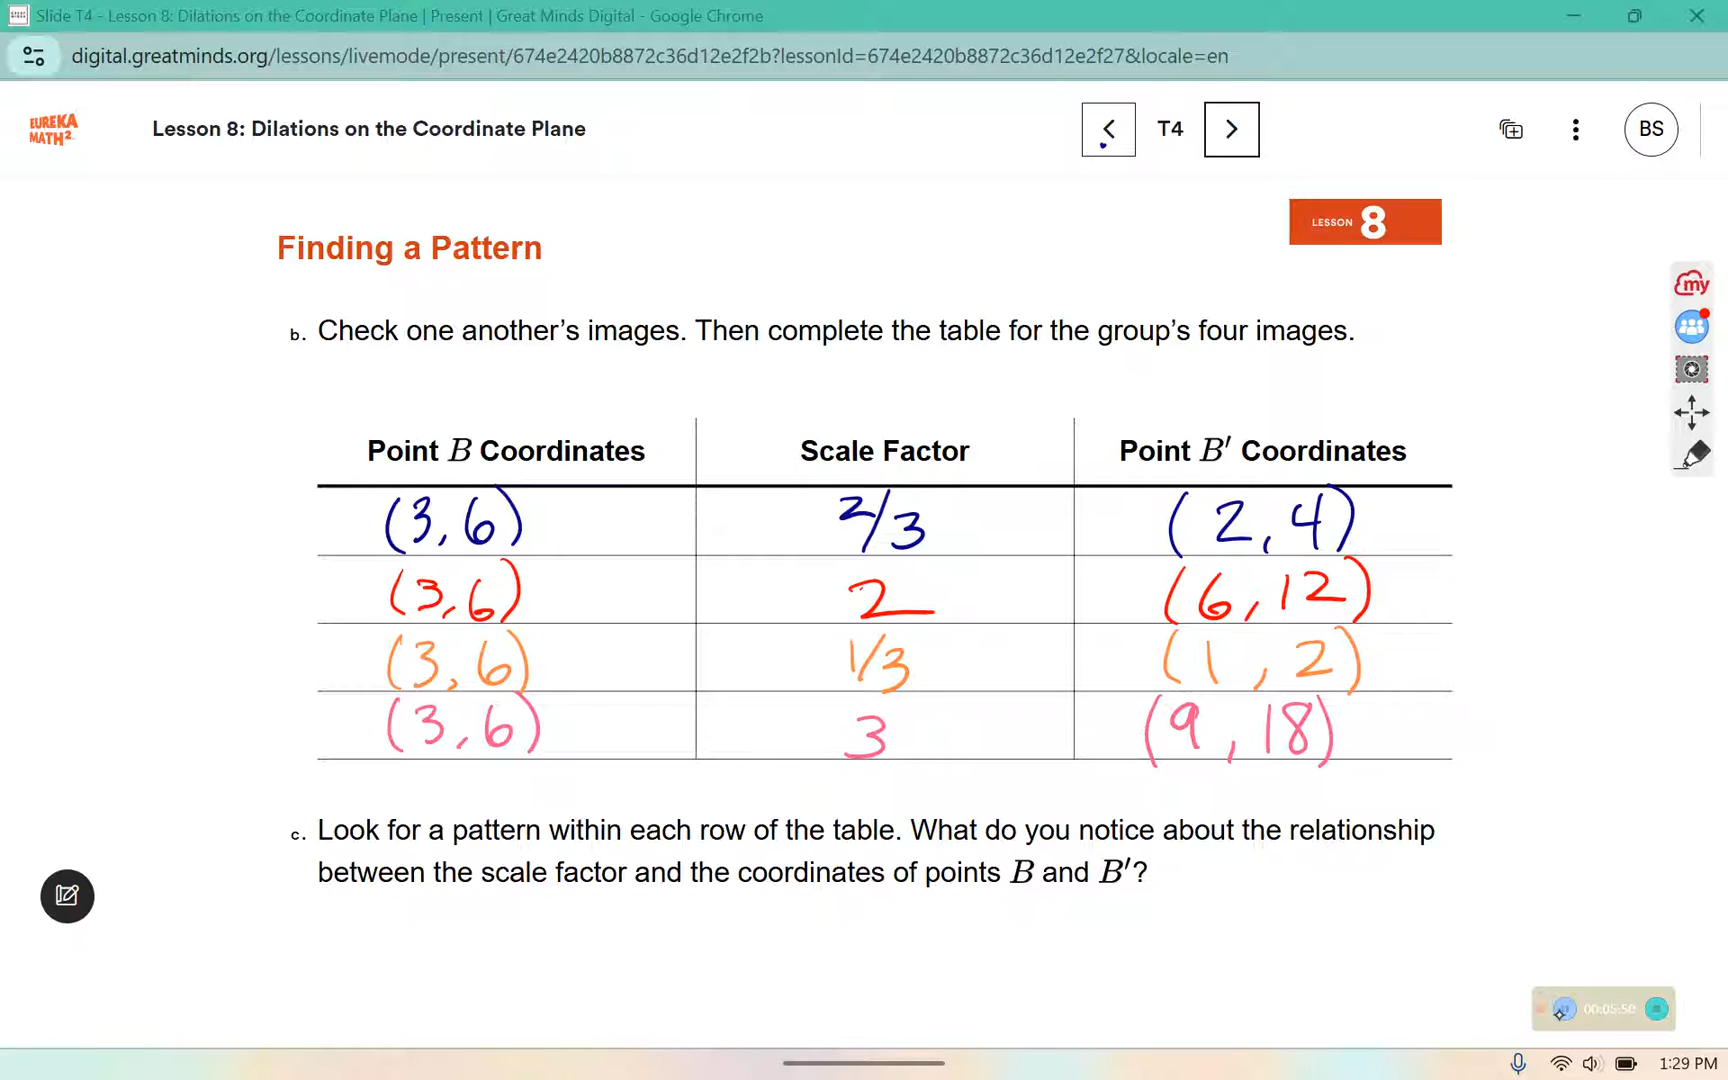 Slide T4 - Lesson 8: Dilations on the Coordinate Plane | Present | Great Minds Digital - Google Chrome
digital.greatminds.org/lessons/livemode/present/674e2420b8872c36d12e2f2b?lessonId=674e2420b8872c36d12e2f27&locale=en
EUREKA MATH²
Lesson 8: Dilations on the Coordinate Plane
T4
BS
LESSON 8
Finding a Pattern
my
b. Check one another’s images. Then complete the table for the group’s four images.
Point B Coordinates Scale Factor Point B′ Coordinates
(3,6) 2/3 (2,4)
(3,6) 2 (6,12)
(3,6) 1/3 (1,2)
(3,6) 3 (9,18)
c. Look for a pattern within each row of the table. What do you notice about the relationship
between the scale factor and the coordinates of points B and B′?
00:05:50
1:29 PM